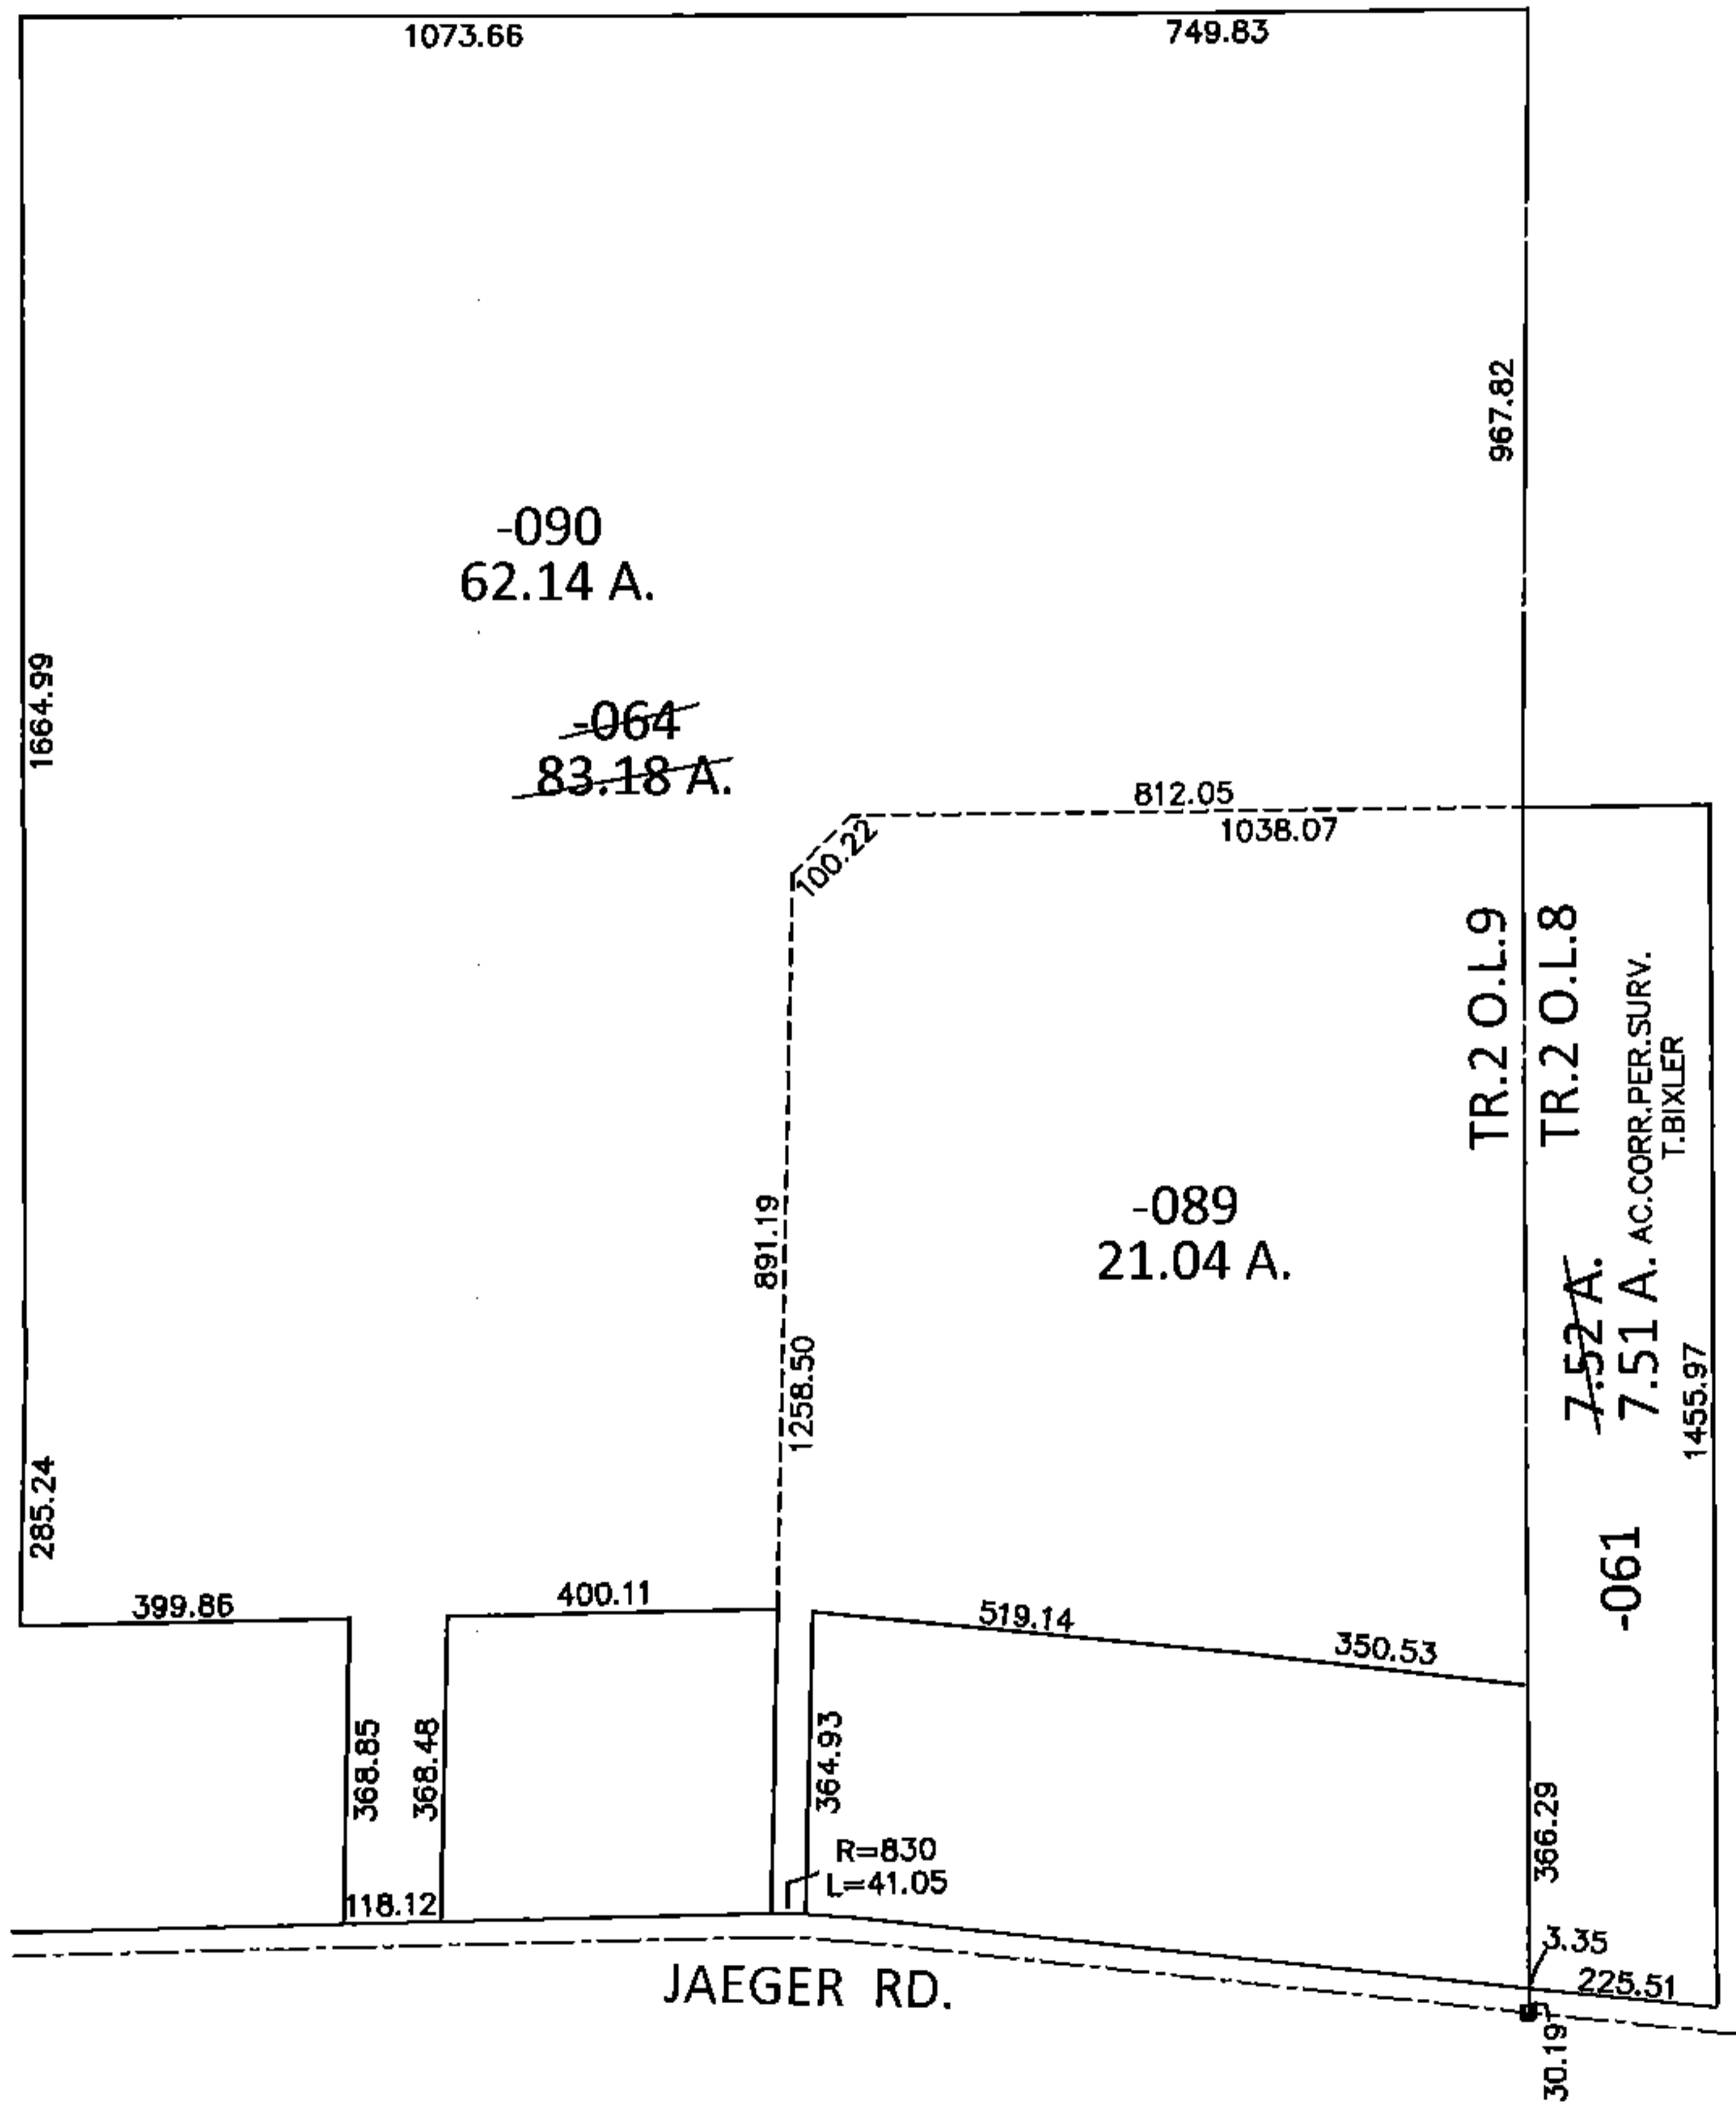 1073.66
749.83
967.82
-090
62.14 A.
1664.99
-064
83.18 A.
812.05
1038.07
100.22
TR.2 O.L.9
TR.2 O.L.8
AC.CORR.PER.SURV.
T.BIXLER
891.19
-089
21.04 A.
7.52 A.
7.51 A.
1258.50
1455.97
285.24
-061
399.86
400.11
519.14
350.53
368.85
368.48
364.93
366.29
R=830
L=41.05
118.12
3.35
225.51
JAEGER RD.
30.19